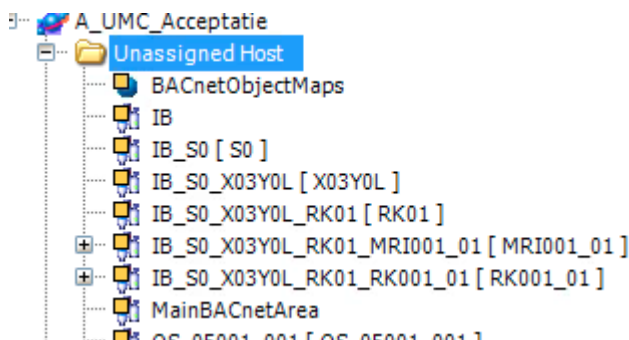 A_UMC_Acceptatie
Unassigned Host
BACnetObjectMaps
IB
IB_S0 [ S0 ]
IB_S0_X03Y0L [ X03Y0L ]
IB_S0_X03Y0L_RK01 [ RK01 ]
IB_S0_X03Y0L_RK01_MRI001_01 [ MRI001_01 ]
IB_S0_X03Y0L_RK01_RK001_01 [ RK001_01 ]
MainBACnetArea